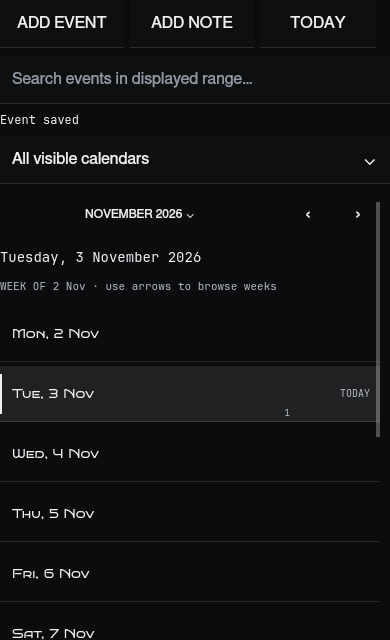 ADD EVENT ADD NOTE TODAY
Search events in displayed range...
Event saved
All visible calendars
NOVEMBER 2026
Tuesday, 3 November 2026
WEEK OF 2 Nov · use arrows to browse weeks
Mon, 2 Nov
Tue, 3 Nov TODAY
1
Wed, 4 Nov
Thu, 5 Nov
Fri, 6 Nov
Sat, 7 Nov